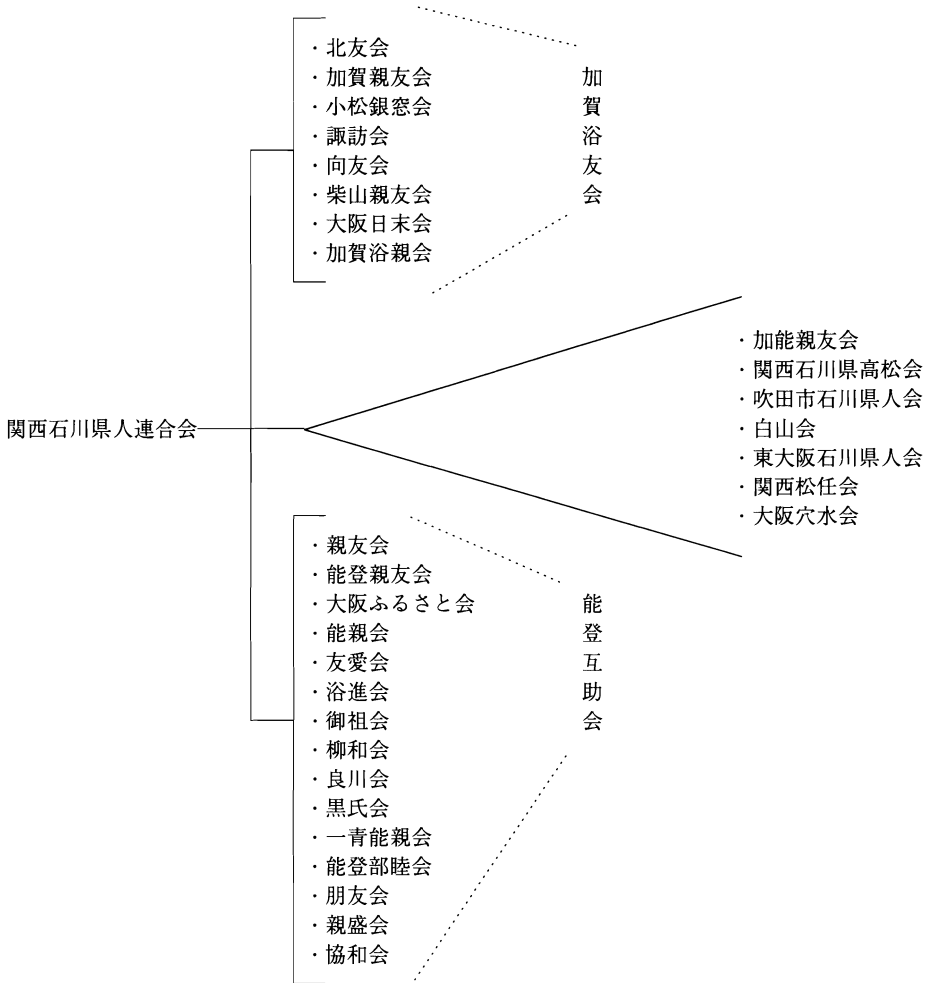 ・北友会
・加賀親友会
・小松銀窓会
・諏訪会
・向友会
・柴山親友会
・大阪日末会
・加賀浴親会
加賀浴友会
関西石川県人連合会
・加能親友会
・関西石川県高松会
・吹田市石川県人会
・白山会
・東大阪石川県人会
・関西松任会
・大阪穴水会
・親友会
・能登親友会
・大阪ふるさと会
・能親会
・友愛会
・浴進会
・御祖会
・柳和会
・良川会
・黒氏会
・一青能親会
・能登部睦会
・朋友会
・親盛会
・協和会
能登互助会